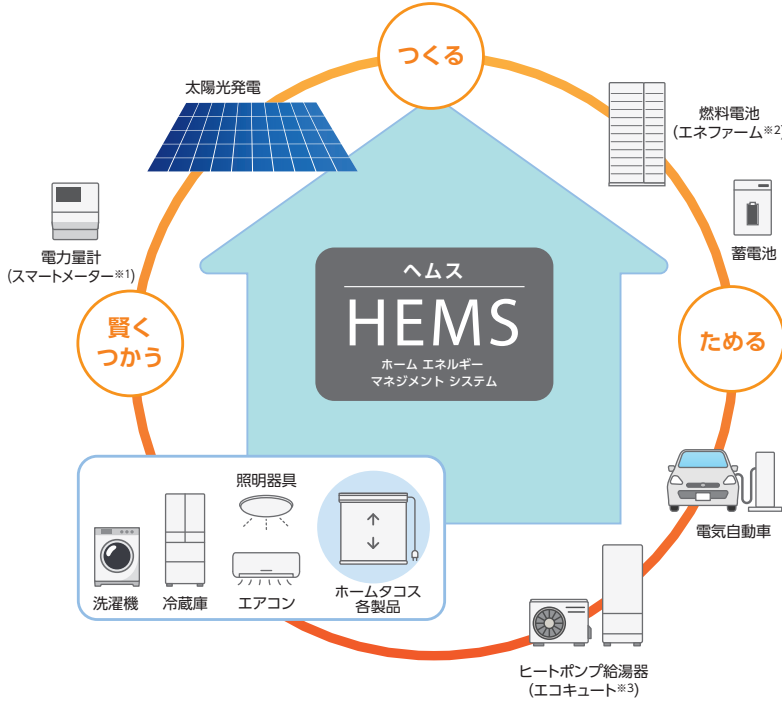 つくる
太陽光発電
燃料電池
(エネファーム※2)
電力量計
(スマートメーター※1)
蓄電池
ヘムス
HEMS
ホーム エネルギー
マネジメント システム
賢く
つかう
ためる
照明器具
洗濯機
冷蔵庫
エアコン
ホームタコス
各製品
電気自動車
ヒートポンプ給湯器
(エコキュート※3)